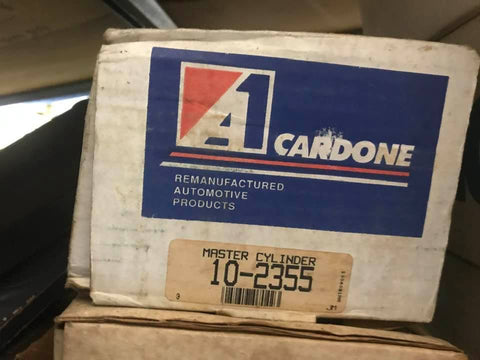 A1
CARDONE
REMANUFACTURED
AUTOMOTIVE
PRODUCTS
MASTER CYLINDER
10-2355